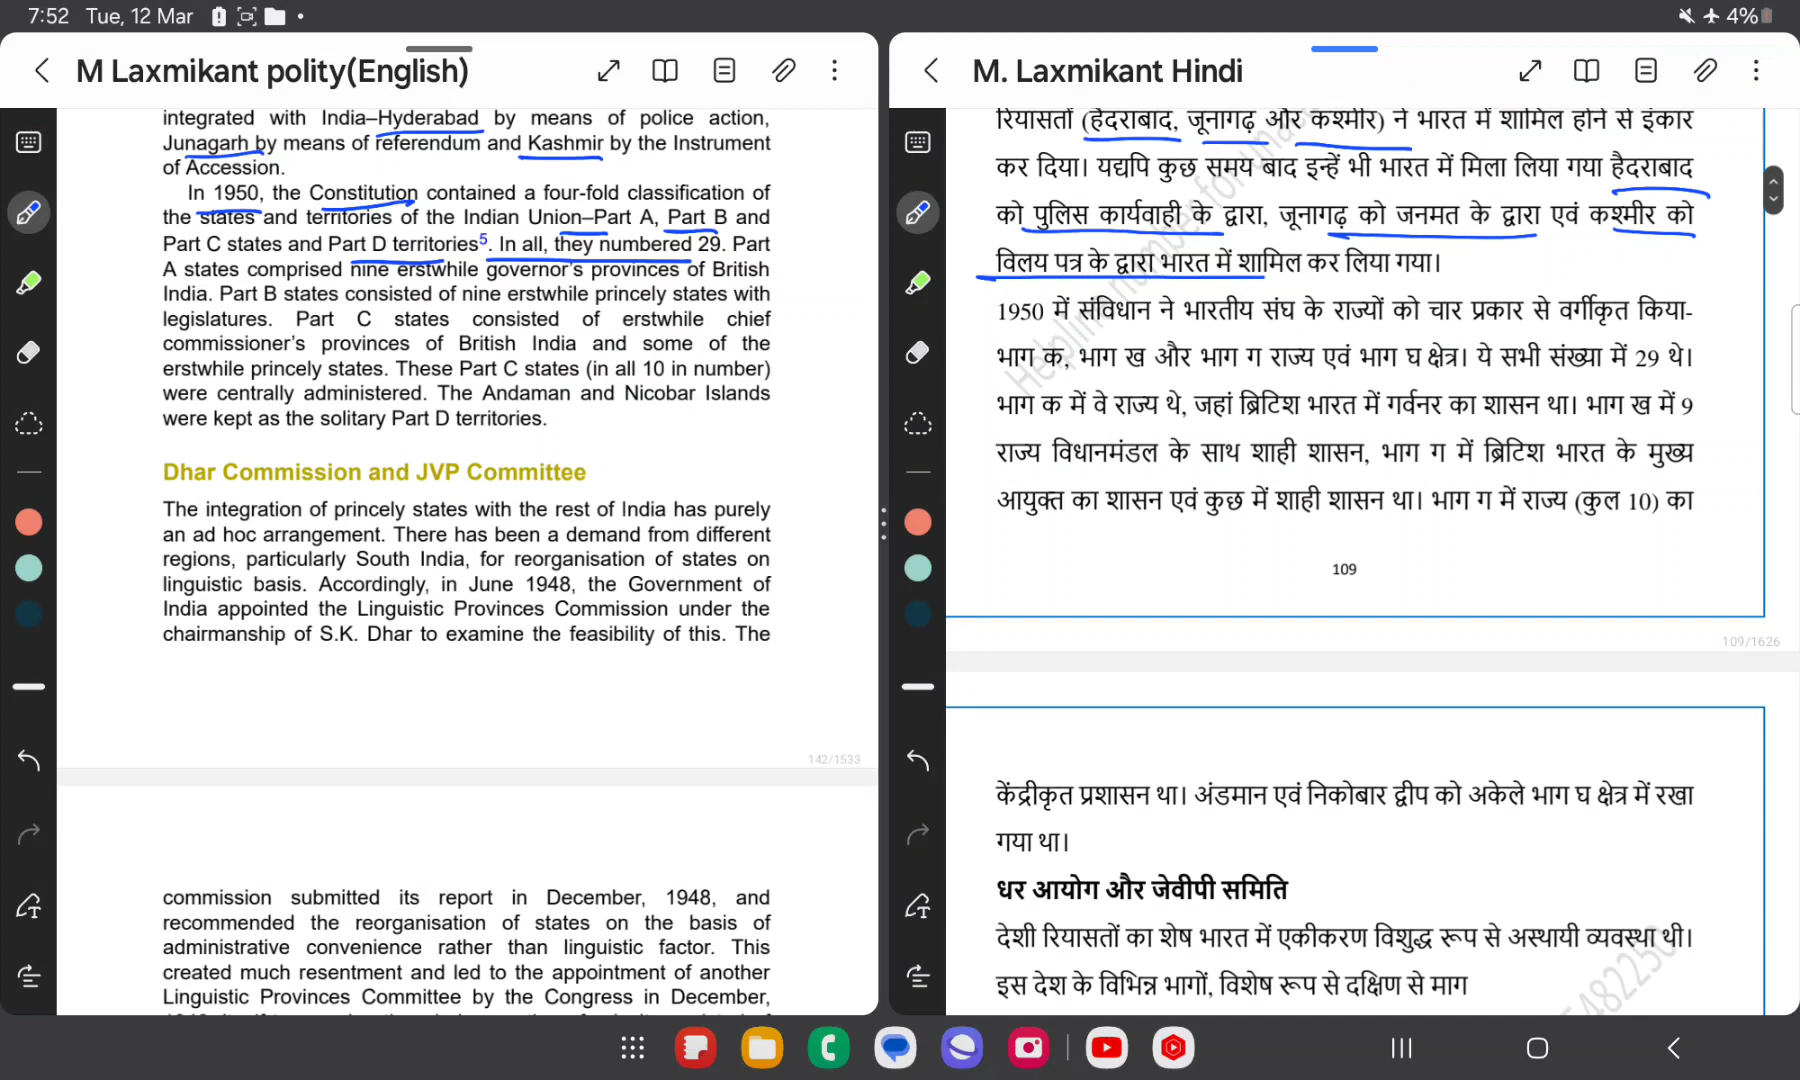 7:52 Tue, 12 Mar
4%
M Laxmikant polity(English)
integrated with India–Hyderabad by means of police action,
Junagarh by means of referendum and Kashmir by the Instrument
of Accession.
In 1950, the Constitution contained a four-fold classification of
the states and territories of the Indian Union–Part A, Part B and
Part C states and Part D territories5. In all, they numbered 29. Part
A states comprised nine erstwhile governor's provinces of British
India. Part B states consisted of nine erstwhile princely states with
legislatures. Part C states consisted of erstwhile chief
commissioner's provinces of British India and some of the
erstwhile princely states. These Part C states (in all 10 in number)
were centrally administered. The Andaman and Nicobar Islands
were kept as the solitary Part D territories.
Dhar Commission and JVP Committee
The integration of princely states with the rest of India has purely
an ad hoc arrangement. There has been a demand from different
regions, particularly South India, for reorganisation of states on
linguistic basis. Accordingly, in June 1948, the Government of
India appointed the Linguistic Provinces Commission under the
chairmanship of S.K. Dhar to examine the feasibility of this. The
142/1533
commission submitted its report in December, 1948, and
recommended the reorganisation of states on the basis of
administrative convenience rather than linguistic factor. This
created much resentment and led to the appointment of another
Linguistic Provinces Committee by the Congress in December,
M. Laxmikant Hindi
रियासतों (हैदराबाद, जूनागढ़ और कश्मीर) ने भारत में शामिल होने से इंकार
कर दिया। यद्यपि कुछ समय बाद इन्हें भी भारत में मिला लिया गया हैदराबाद
को पुलिस कार्यवाही के द्वारा, जूनागढ़ को जनमत के द्वारा एवं कश्मीर को
विलय पत्र के द्वारा भारत में शामिल कर लिया गया।
1950 में संविधान ने भारतीय संघ के राज्यों को चार प्रकार से वर्गीकृत किया-
भाग क, भाग ख और भाग ग राज्य एवं भाग घ क्षेत्र। ये सभी संख्या में 29 थे।
भाग क में वे राज्य थे, जहां ब्रिटिश भारत में गर्वनर का शासन था। भाग ख में 9
राज्य विधानमंडल के साथ शाही शासन, भाग ग में ब्रिटिश भारत के मुख्य
आयुक्त का शासन एवं कुछ में शाही शासन था। भाग ग में राज्य (कुल 10) का
109
109/1626
केंद्रीकृत प्रशासन था। अंडमान एवं निकोबार द्वीप को अकेले भाग घ क्षेत्र में रखा
गया था।
धर आयोग और जेवीपी समिति
देशी रियासतों का शेष भारत में एकीकरण विशुद्ध रूप से अस्थायी व्यवस्था थी।
इस देश के विभिन्न भागों, विशेष रूप से दक्षिण से माग